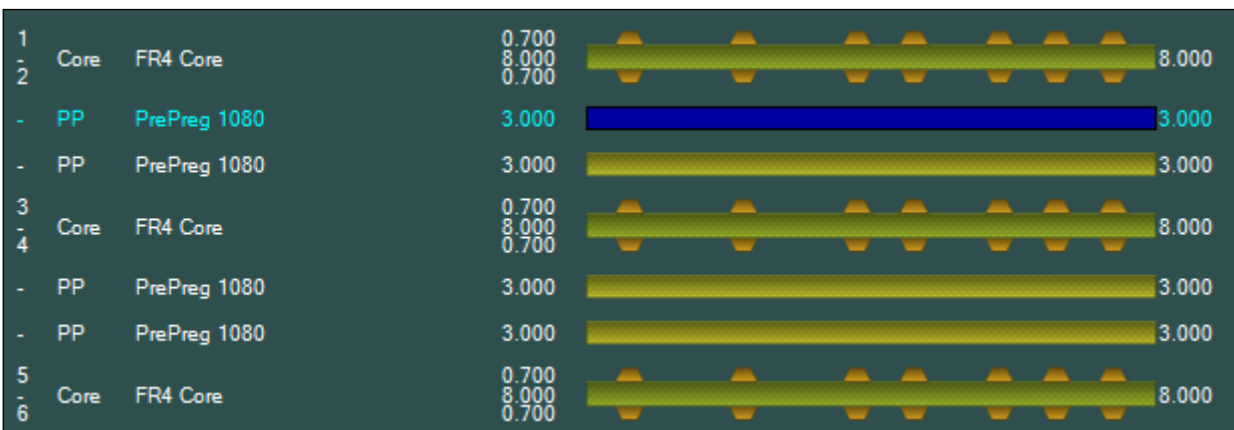 1 0.700
- Core FR4 Core 8.000 8.000
2 0.700
- PP PrePreg 1080 3.000 3.000
- PP PrePreg 1080 3.000 3.000
3 0.700
- Core FR4 Core 8.000 8.000
4 0.700
- PP PrePreg 1080 3.000 3.000
- PP PrePreg 1080 3.000 3.000
5 0.700
- Core FR4 Core 8.000 8.000
6 0.700